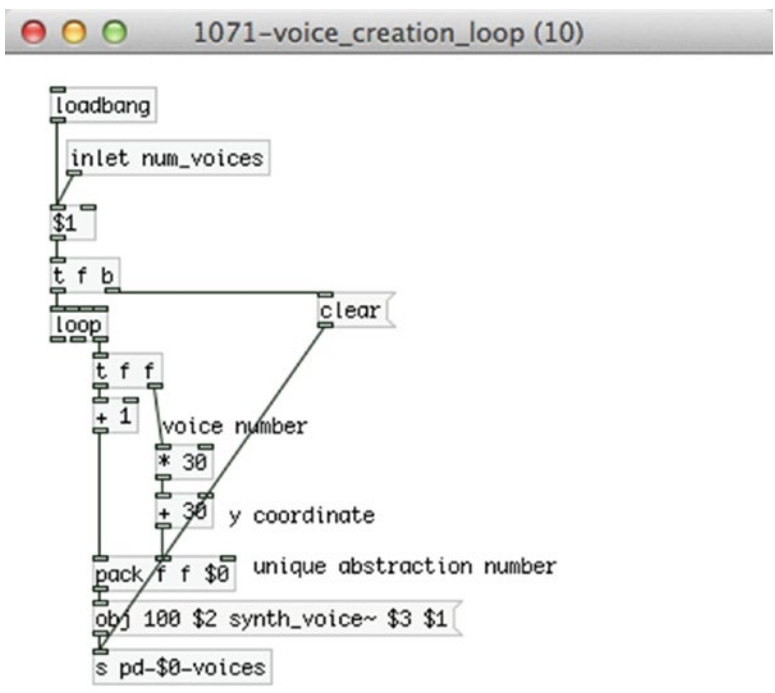 1071-voice_creation_loop (10)
loadbang
inlet num_voices
$1
t f b
clear
loop
t f f
+ 1
voice number
* 30
+ 30
y coordinate
pack f f $0
unique abstraction number
obj 100 $2 synth_voice~ $3 $1
s pd-$0-voices